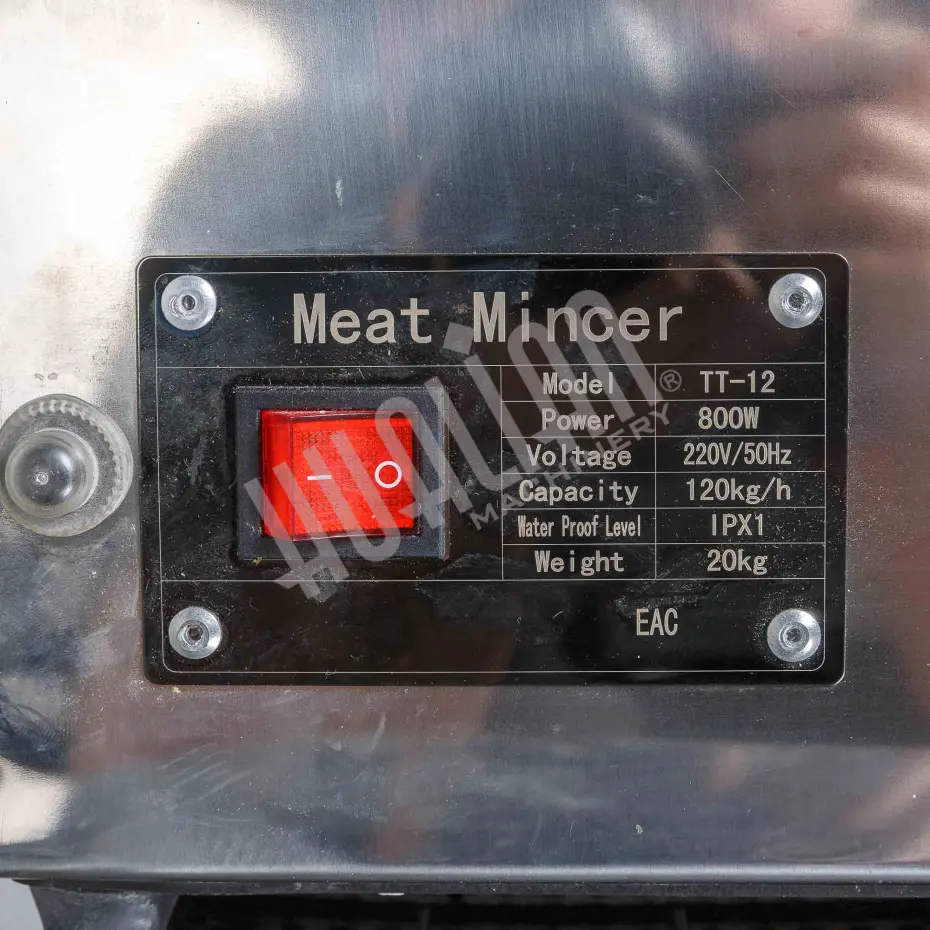 Meat Mincer
Model TT-12
Power 800W
Voltage 220V/50Hz
Capacity 120kg/h
Water Proof Level IPX1
Weight 20kg
EAC
I O
HUALIAN ®
MACHINERY